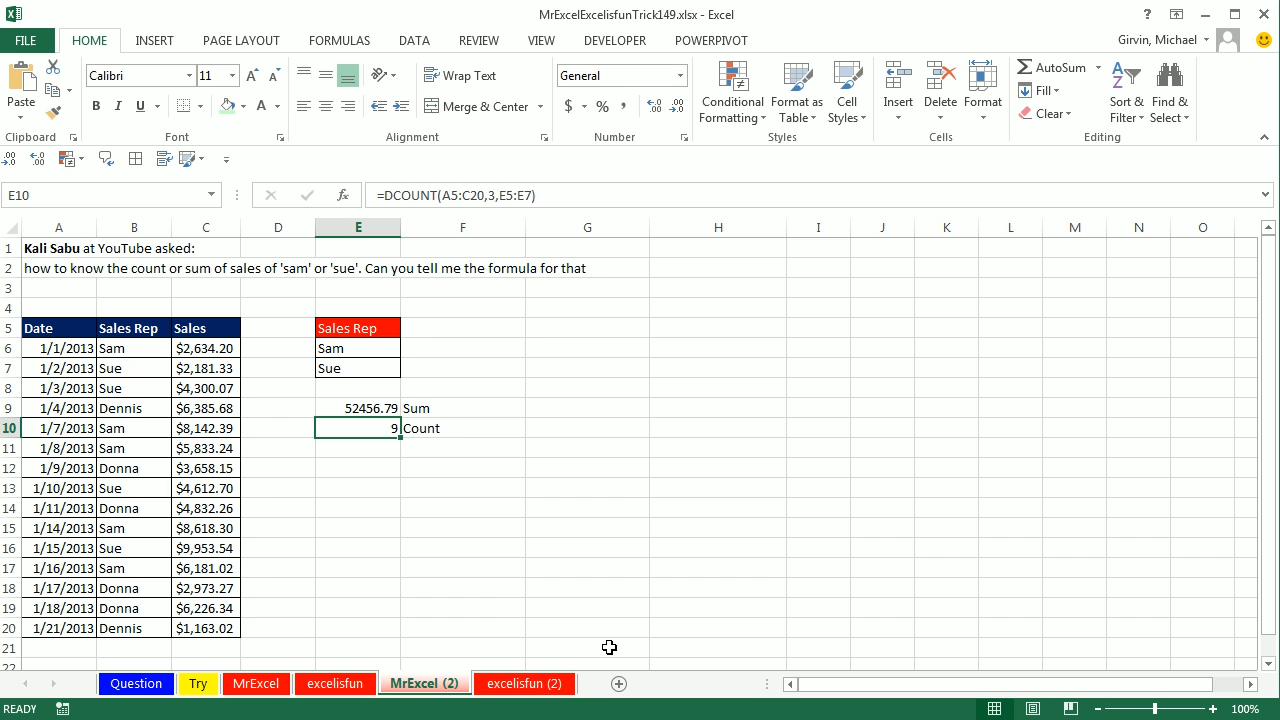 MrExcelExcelisfunTrick149.xlsx - Excel
FILE HOME INSERT PAGE LAYOUT FORMULAS DATA REVIEW VIEW DEVELOPER POWERPIVOT Girvin, Michael
Calibri 11 Wrap Text General AutoSum
Paste B I U Merge & Center $ % , Conditional Formatting Format as Table Cell Styles Insert Delete Format Fill Clear Sort & Filter Find & Select
Clipboard Font Alignment Number Styles Cells Editing
E10 fx =DCOUNT(A5:C20,3,E5:E7)
A B C D E F G H I J K L M N O
1 Kali Sabu at YouTube asked:
2 how to know the count or sum of sales of 'sam' or 'sue'. Can you tell me the formula for that
3
4
5 Date Sales Rep Sales Sales Rep
6 1/1/2013 Sam $2,634.20 Sam
7 1/2/2013 Sue $2,181.33 Sue
8 1/3/2013 Sue $4,300.07
9 1/4/2013 Dennis $6,385.68 52456.79 Sum
10 1/7/2013 Sam $8,142.39 9 Count
11 1/8/2013 Sam $5,833.24
12 1/9/2013 Donna $3,658.15
13 1/10/2013 Sue $4,612.70
14 1/11/2013 Donna $4,832.26
15 1/14/2013 Sam $8,618.30
16 1/15/2013 Sue $9,953.54
17 1/16/2013 Sam $6,181.02
18 1/17/2013 Donna $2,973.27
19 1/18/2013 Donna $6,226.34
20 1/21/2013 Dennis $1,163.02
21
22
Question Try MrExcel excelisfun MrExcel (2) excelisfun (2)
READY 100%